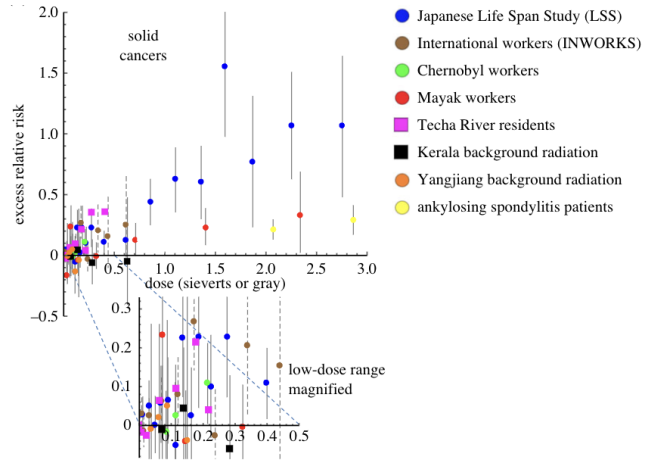 2.0
1.5
1.0
0.5
0
−0.5
excess relative risk
solid
cancers
0.5 1.0 1.5 2.0 2.5 3.0
dose (sieverts or gray)
Japanese Life Span Study (LSS)
International workers (INWORKS)
Chernobyl workers
Mayak workers
Techa River residents
Kerala background radiation
Yangjiang background radiation
ankylosing spondylitis patients
0.3
0.2
0.1
0
0.1 0.2 0.3 0.4 0.5
low-dose range
magnified